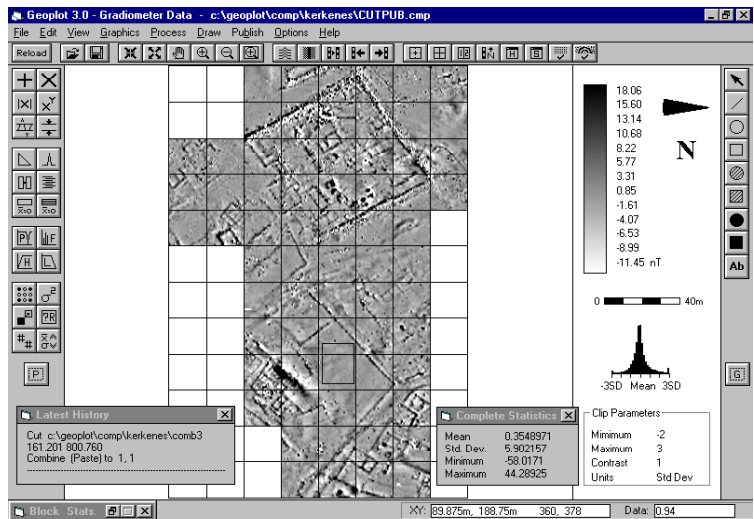 Geoplot 3.0 - Gradiometer Data - c:\geoplot\comp\kerkenes\CUTPUB.cmp
File Edit View Graphics Process Draw Publish Options Help
Reload
18.06
15.60
13.14
10.68
8.22
5.77
3.31
0.85
-1.61
-4.07
-6.53
-8.99
-11.45 nT
N
Ab
0 40m
-3SD Mean 3SD
P
G
Latest History
Cut c:\geoplot\comp\kerkenes\comb3
161.201 800.760
Combine (Paste) to 1, 1
Complete Statistics
Mean 0.3548971
Std. Dev. 5.902157
Minimum -58.0171
Maximum 44.28925
Clip Parameters
Minimum -2
Maximum 3
Contrast 1
Units Std Dev
Block Stats.
XY: 89.875m, 188.75m 360, 378 Data: 0.94